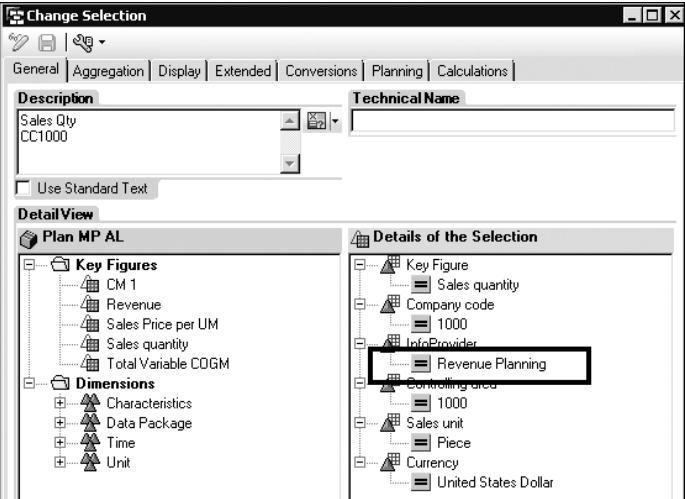 Change Selection
General Aggregation Display Extended Conversions Planning Calculations
Description
Technical Name
Sales Qty
CC1000
Use Standard Text
Detail View
Plan MP AL
Key Figures
CM 1
Revenue
Sales Price per UM
Sales quantity
Total Variable COGM
Dimensions
Characteristics
Data Package
Time
Unit
Details of the Selection
Key Figure
Sales quantity
Company code
1000
InfoProvider
Revenue Planning
Controlling area
1000
Sales unit
Piece
Currency
United States Dollar